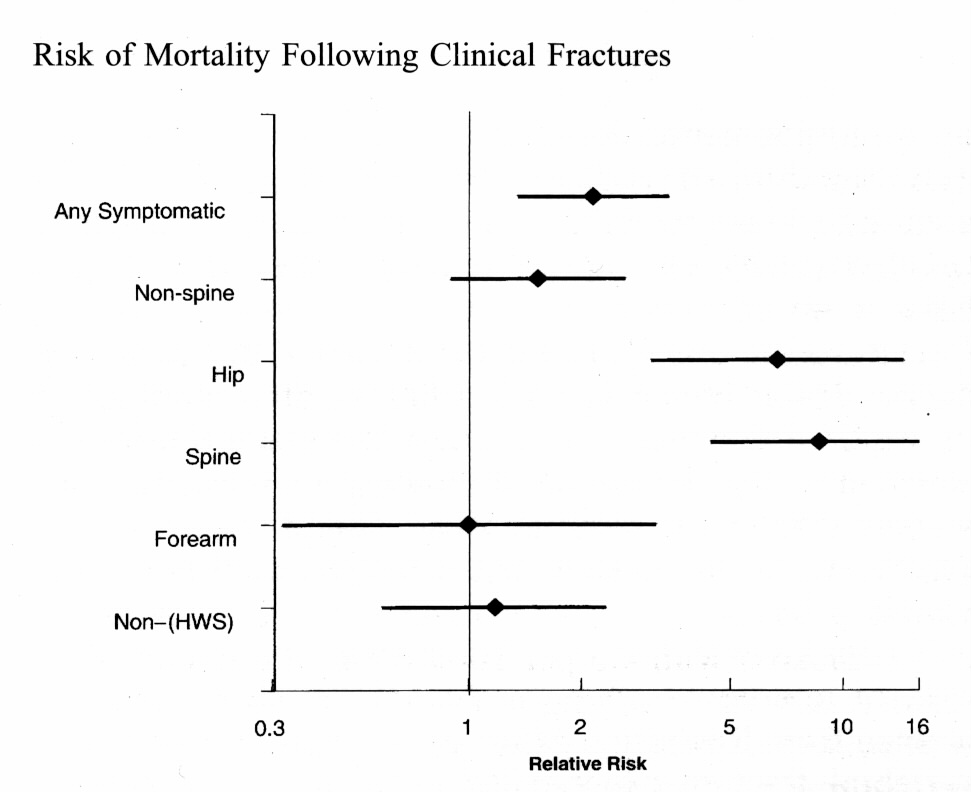 Risk of Mortality Following Clinical Fractures
Any Symptomatic
Non-spine
Hip
Spine
Forearm
Non–(HWS)
0.3 1 2 5 10 16
Relative Risk